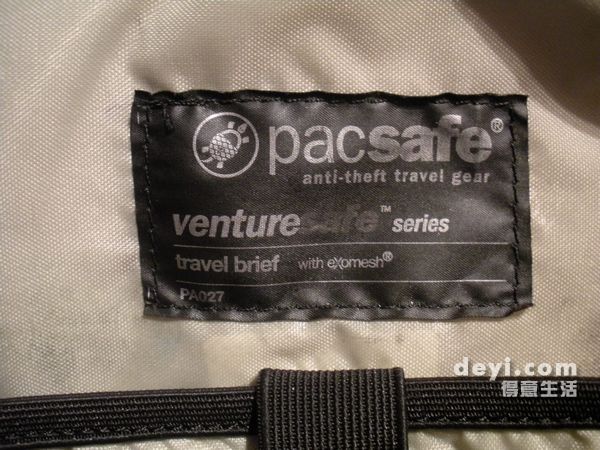 pacsafe®
anti-theft travel gear
venturesafe™ series
travel brief with eXomesh®
PA027
deyi.com
得意生活